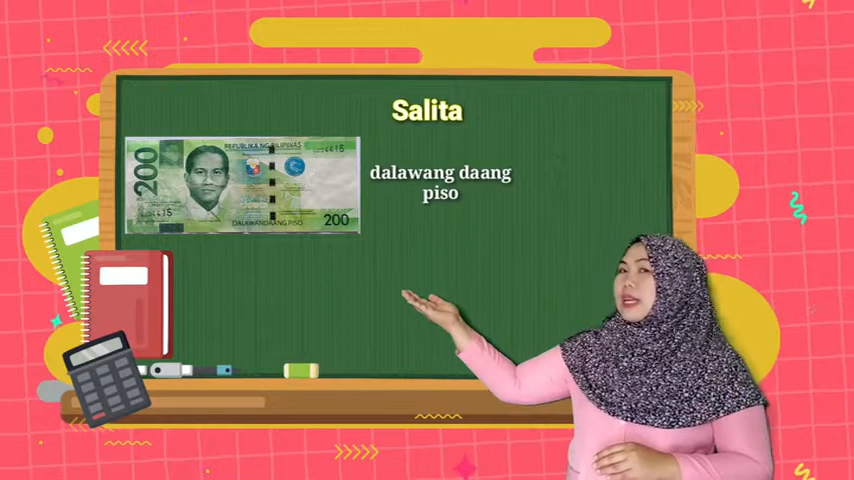 Salita
200
REPUBLIKA NG PILIPINAS
dalawang daang
piso
DALAWANDAANG PISO
200